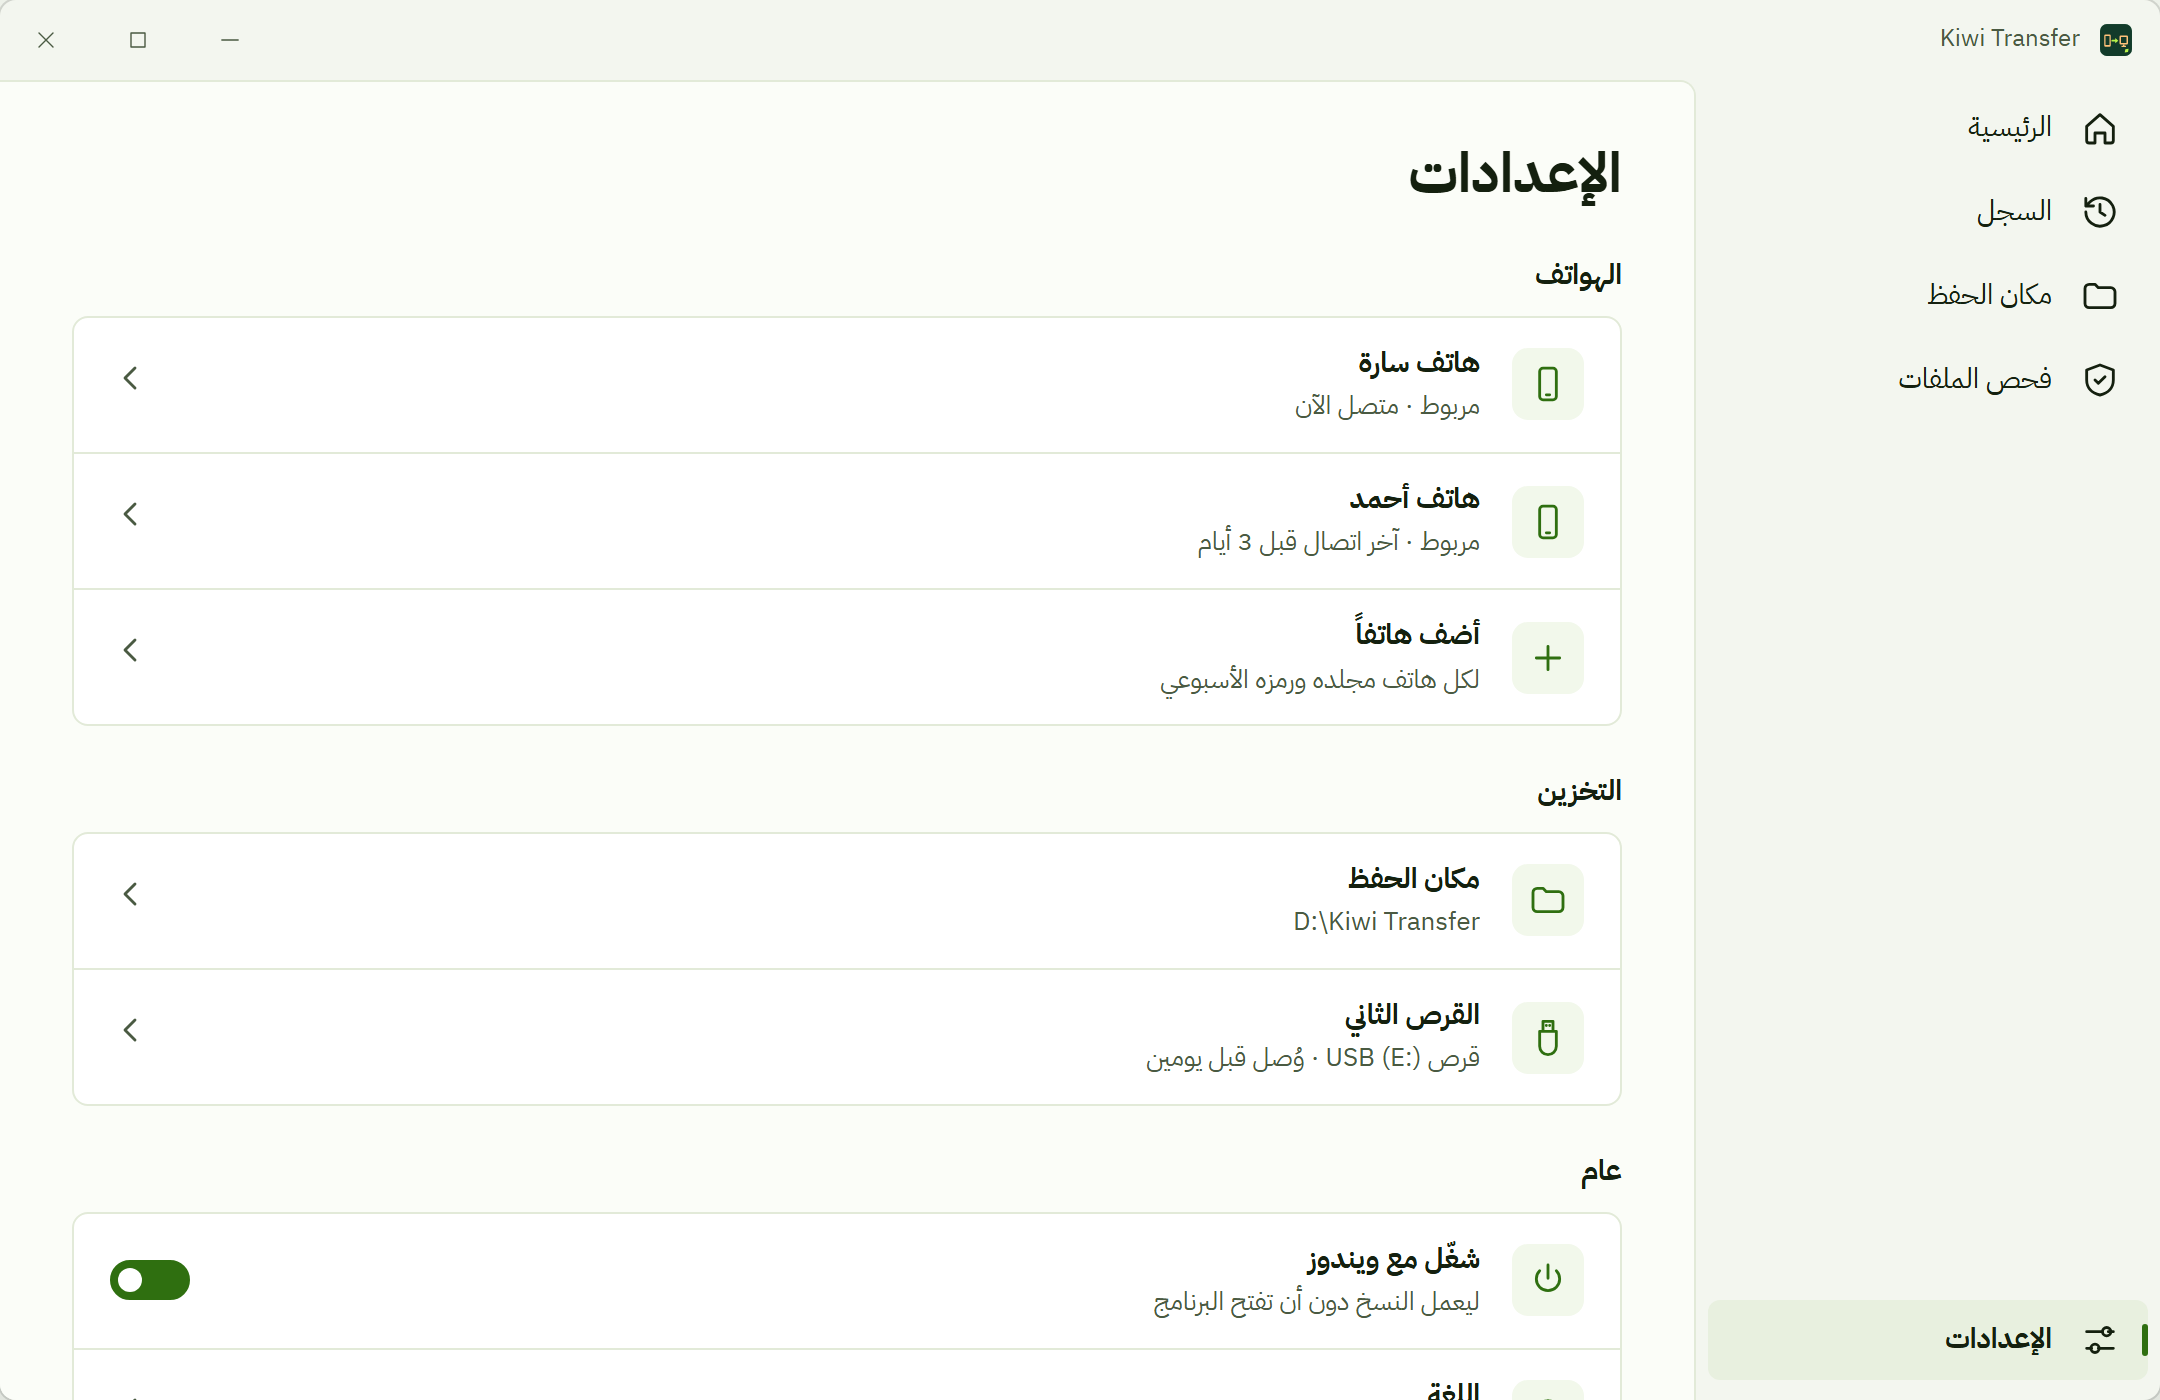 Kiwi Transfer
الرئيسية
السجل
مكان الحفظ
فحص الملفات
الإعدادات
الإعدادات
الهواتف
هاتف سارة
مربوط · متصل الآن
هاتف أحمد
مربوط · آخر اتصال قبل 3 أيام
أضف هاتفاً
لكل هاتف مجلده ورمزه الأسبوعي
التخزين
مكان الحفظ
D:\Kiwi Transfer
القرص الثاني
قرص USB (E:) · وُصل قبل يومين
عام
شغّل مع ويندوز
ليعمل النسخ دون أن تفتح البرنامج
اللغة